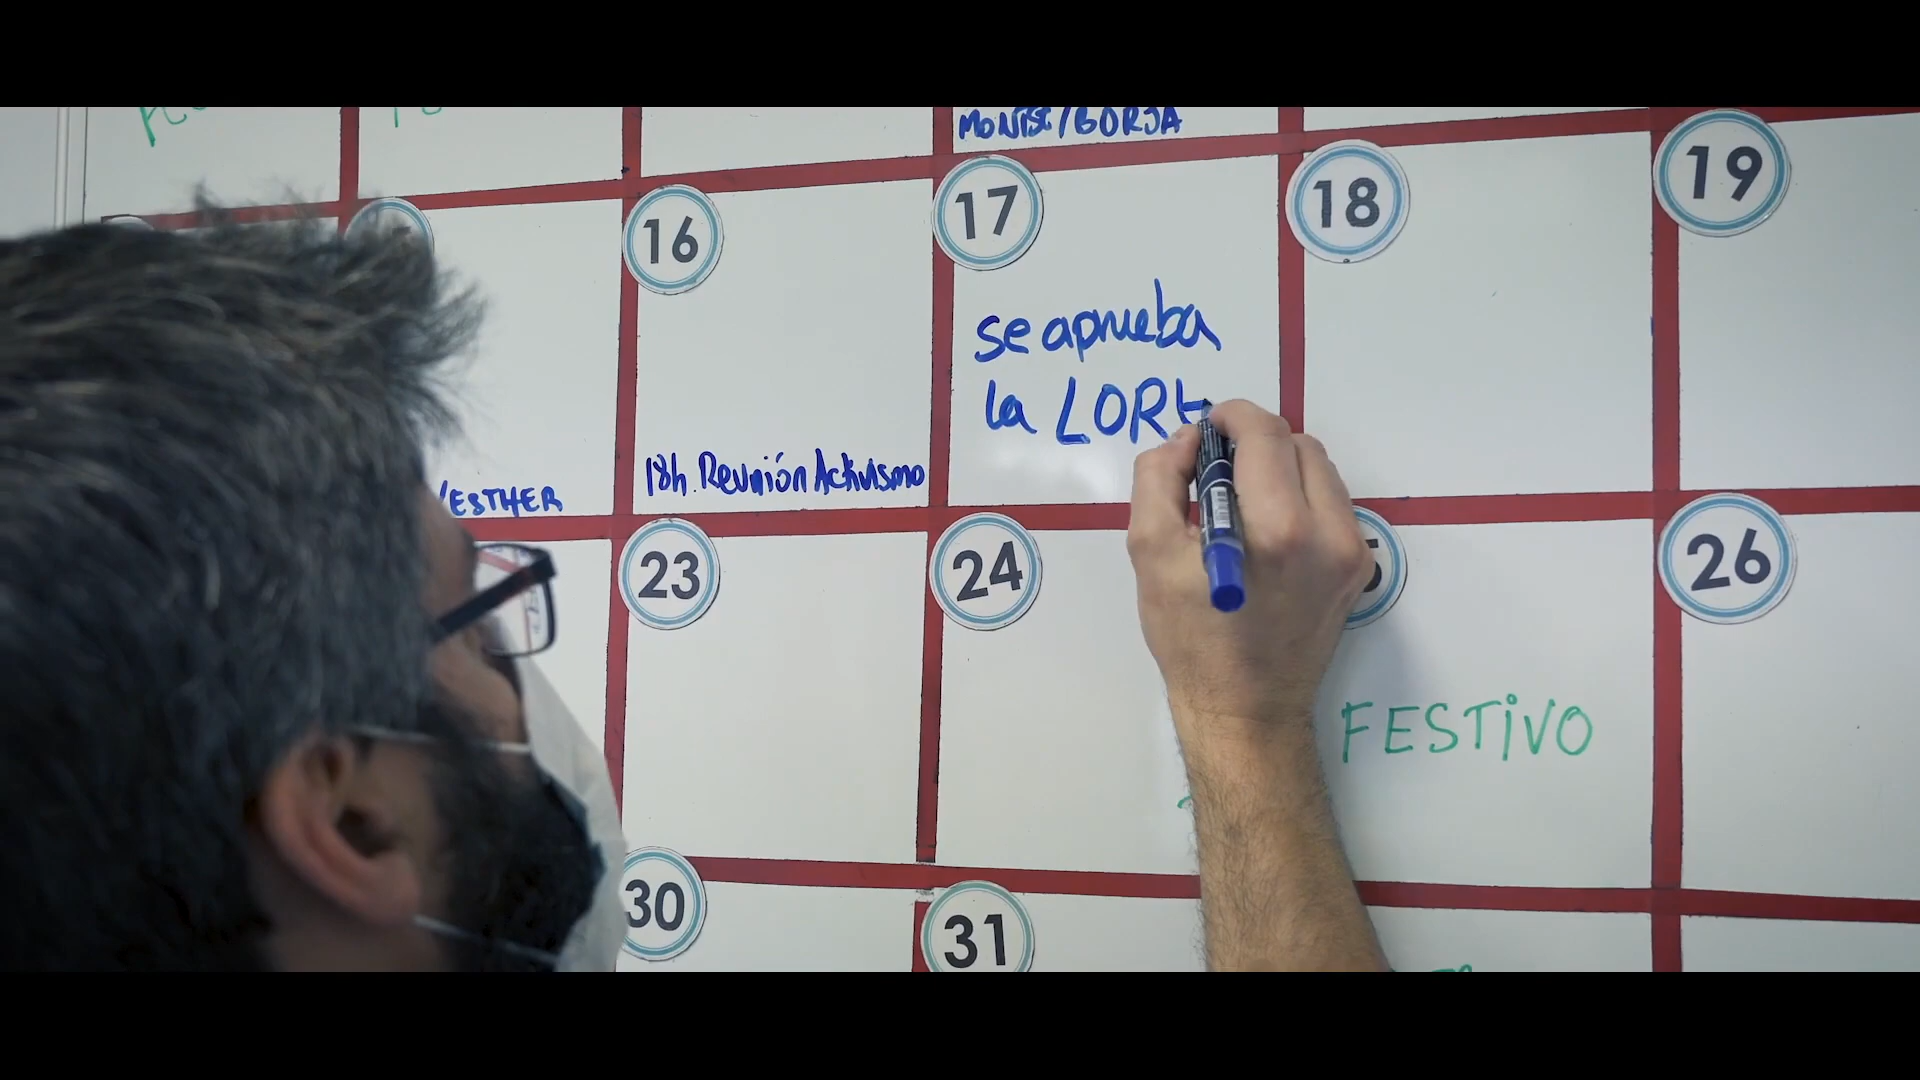 MONTSE/BORJA
16
17
18
19
se aprueba
la LORE
18h. Reunión Activismo
/ESTHER
23
24
26
FESTIVO
30
31